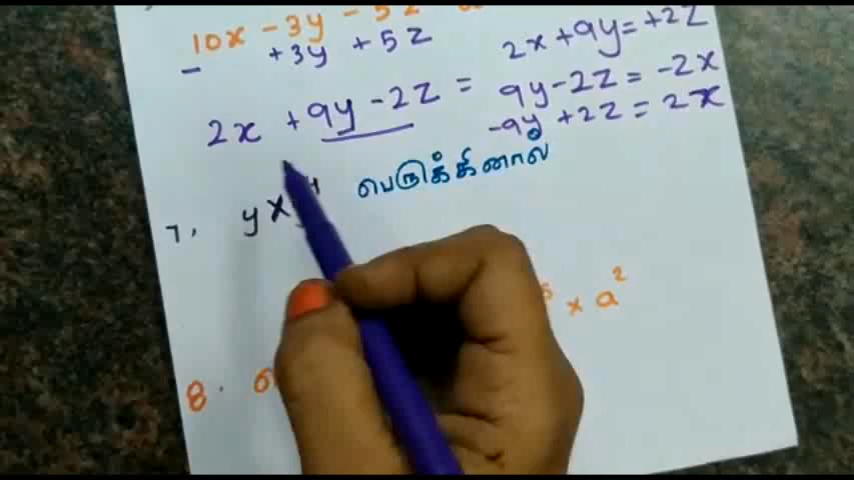 10x - 3y - 5z
- +3y +5z
2x + 9y - 2z =
2x + 9y = +2z
9y - 2z = -2x
-9y + 2z = 2x
7. y x y பெருக்கினால்
8. × a²